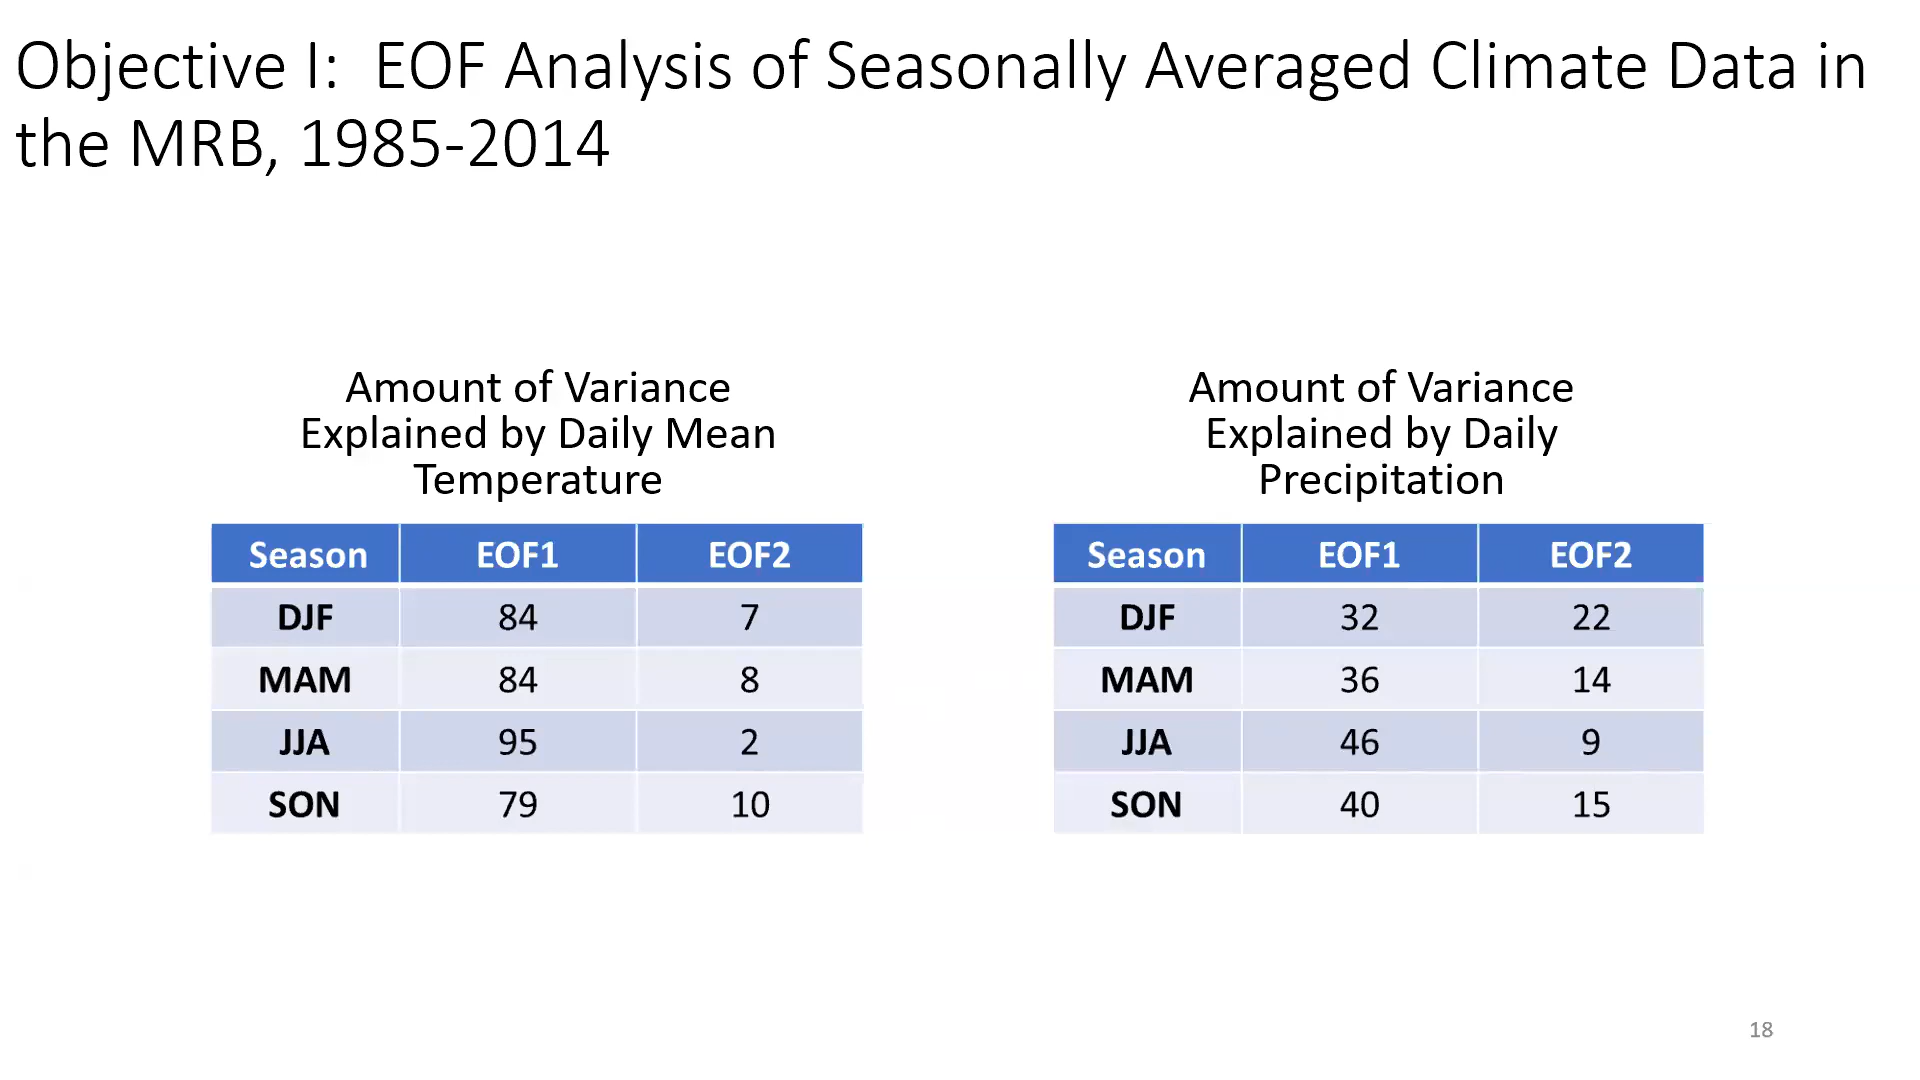 Objective I:  EOF Analysis of Seasonally Averaged Climate Data in
the MRB, 1985-2014
Amount of Variance
Explained by Daily Mean
Temperature
Season EOF1 EOF2
DJF 84 7
MAM 84 8
JJA 95 2
SON 79 10
Amount of Variance
Explained by Daily
Precipitation
Season EOF1 EOF2
DJF 32 22
MAM 36 14
JJA 46 9
SON 40 15
18